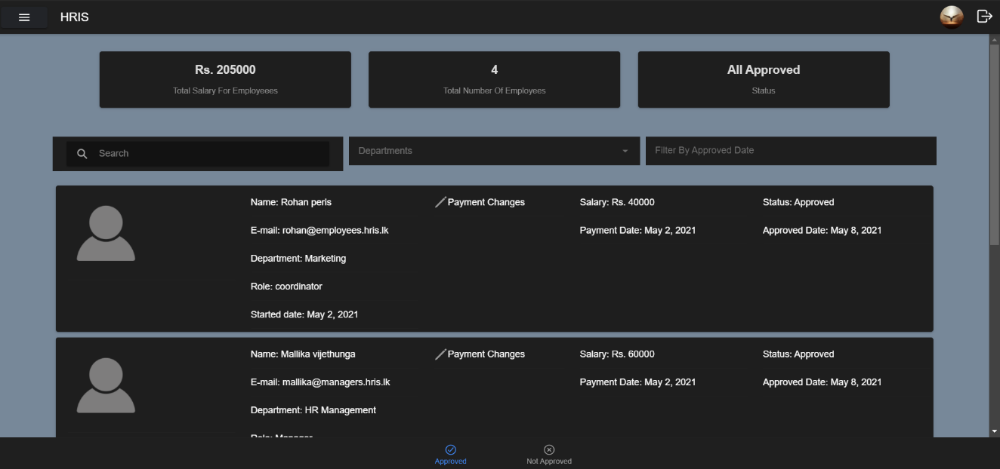 HRIS
Rs. 205000
Total Salary For Employeees
4
Total Number Of Employees
All Approved
Status
Search
Departments
Filter By Approved Date
Name: Rohan peris
Payment Changes
Salary: Rs. 40000
Status: Approved
E-mail: rohan@employees.hris.lk
Payment Date: May 2, 2021
Approved Date: May 8, 2021
Department: Marketing
Role: coordinator
Started date: May 2, 2021
Name: Mallika vijethunga
Payment Changes
Salary: Rs. 60000
Status: Approved
E-mail: mallika@managers.hris.lk
Payment Date: May 2, 2021
Approved Date: May 8, 2021
Department: HR Management
Role: Manager
Approved
Not Approved